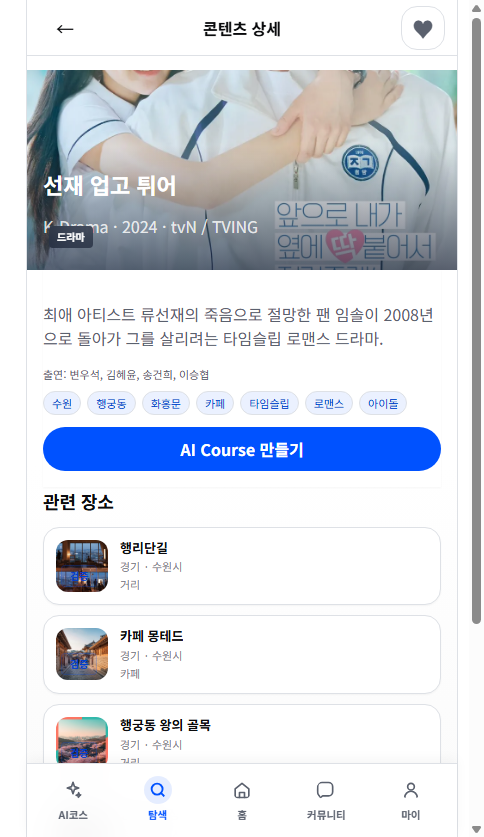 콘텐츠 상세
선재 업고 튀어
K-Drama · 2024 · tvN / TVING
드라마
앞으로 내가
옆에 딱 붙어서
최애 아티스트 류선재의 죽음으로 절망한 팬 임솔이 2008년
으로 돌아가 그를 살리려는 타임슬립 로맨스 드라마.
출연: 변우석, 김혜윤, 송건희, 이승협
수원 행궁동 화홍문 카페 타임슬립 로맨스 아이돌
AI Course 만들기
관련 장소
행리단길
경기 · 수원시
거리
카페 몽테드
경기 · 수원시
카페
행궁동 왕의 골목
경기 · 수원시
거리
AI코스 탐색 홈 커뮤니티 마이